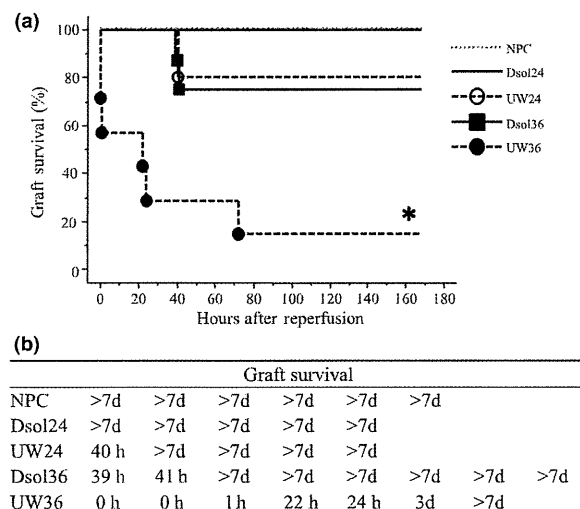 (a)
Graft survival (%)
100
80
60
40
20
0
0 20 40 60 80 100 120 140 160 180
Hours after reperfusion
*
NPC
Dsol24
UW24
Dsol36
UW36
(b)
Graft survival
NPC >7d >7d >7d >7d >7d >7d
Dsol24 >7d >7d >7d >7d >7d
UW24 40 h >7d >7d >7d >7d
Dsol36 39 h 41 h >7d >7d >7d >7d >7d >7d
UW36 0 h 0 h 1 h 22 h 24 h 3d >7d